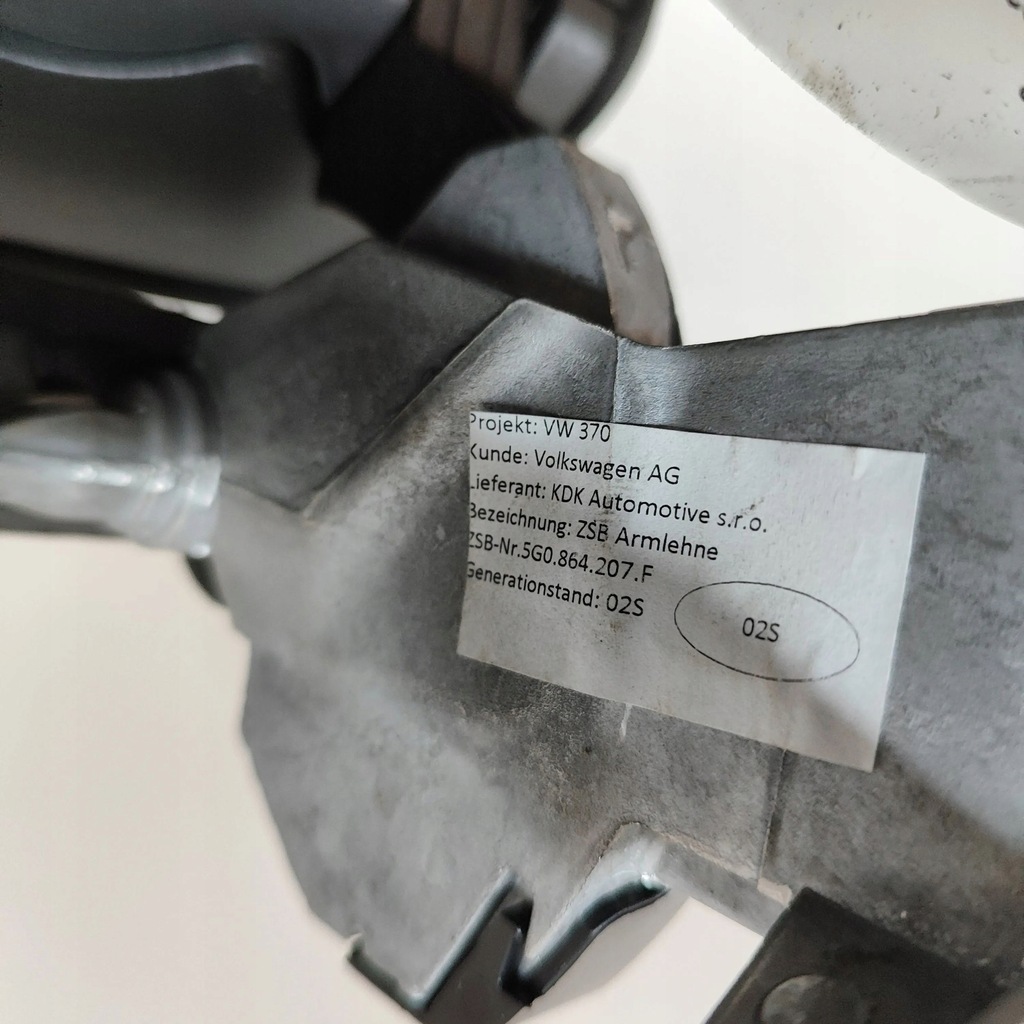 Projekt: VW 370
Kunde: Volkswagen AG
Lieferant: KDK Automotive s.r.o.
Bezeichnung: ZSB Armlehne
ZSB-Nr.5G0.864.207.F
Generationstand: 02S
02S